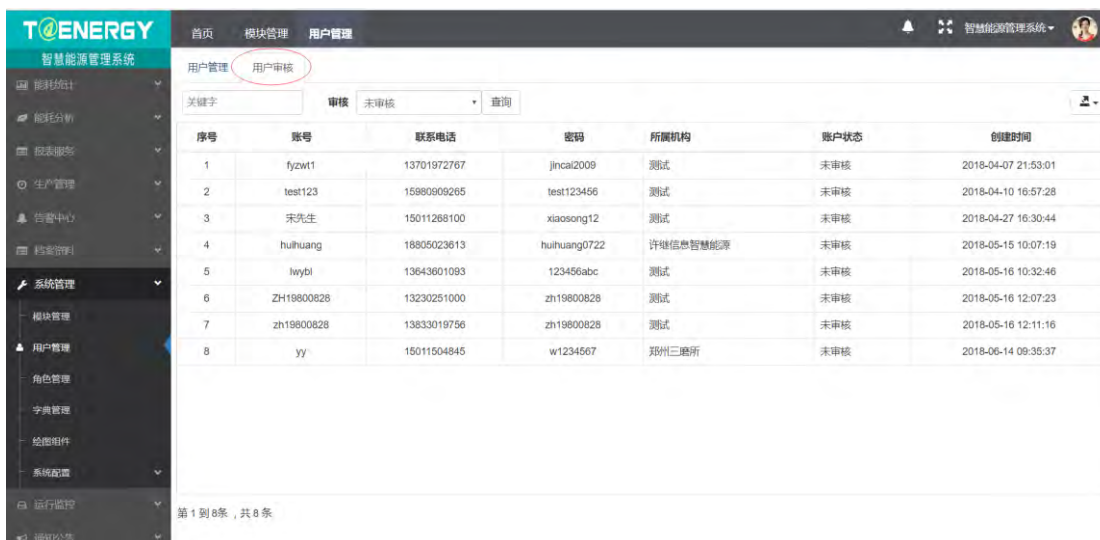 T@ENERGY
智慧能源管理系统
首页 模块管理 用户管理
智慧能源管理系统
用户管理 用户审核
关键字 审核 未审核 查询
序号 账号 联系电话 密码 所属机构 账户状态 创建时间
1 fyzwt1 13701972767 jincai2009 测试 未审核 2018-04-07 21:53:01
2 test123 15980909265 test123456 测试 未审核 2018-04-10 16:57:28
3 宋先生 15011268100 xiaosong12 测试 未审核 2018-04-27 16:30:44
4 huihuang 18805023613 huihuang0722 许继信息智慧能源 未审核 2018-05-15 10:07:19
5 lwybl 13643601093 123456abc 测试 未审核 2018-05-16 10:32:46
6 ZH19800828 13230251000 zh19800828 测试 未审核 2018-05-16 12:07:23
7 zh19800828 13833019756 zh19800828 测试 未审核 2018-05-16 12:11:16
8 yy 15011504845 w1234567 郑州三磨所 未审核 2018-06-14 09:35:37
第 1 到 8条 , 共 8 条
能耗统计
能耗分析
报表服务
生产管理
告警中心
档案资料
系统管理
模块管理
用户管理
角色管理
字典管理
绘图组件
系统配置
运行监控
通知公告